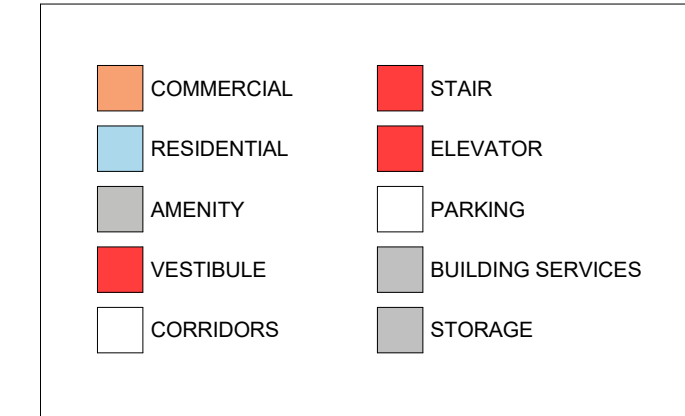 COMMERCIAL
RESIDENTIAL
AMENITY
VESTIBULE
CORRIDORS
STAIR
ELEVATOR
PARKING
BUILDING SERVICES
STORAGE